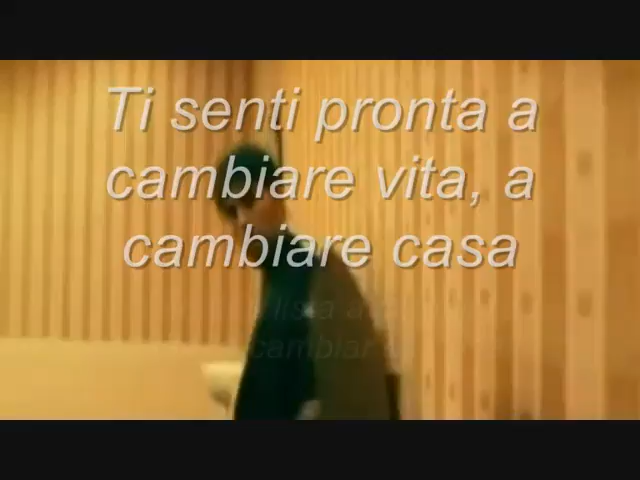 Ti senti pronta a
cambiare vita, a
cambiare casa